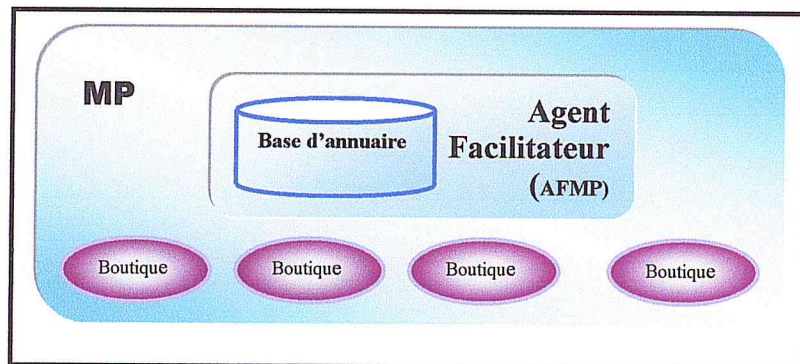 MP
Base d'annuaire
Agent
Facilitateur
(AFMP)
Boutique
Boutique
Boutique
Boutique